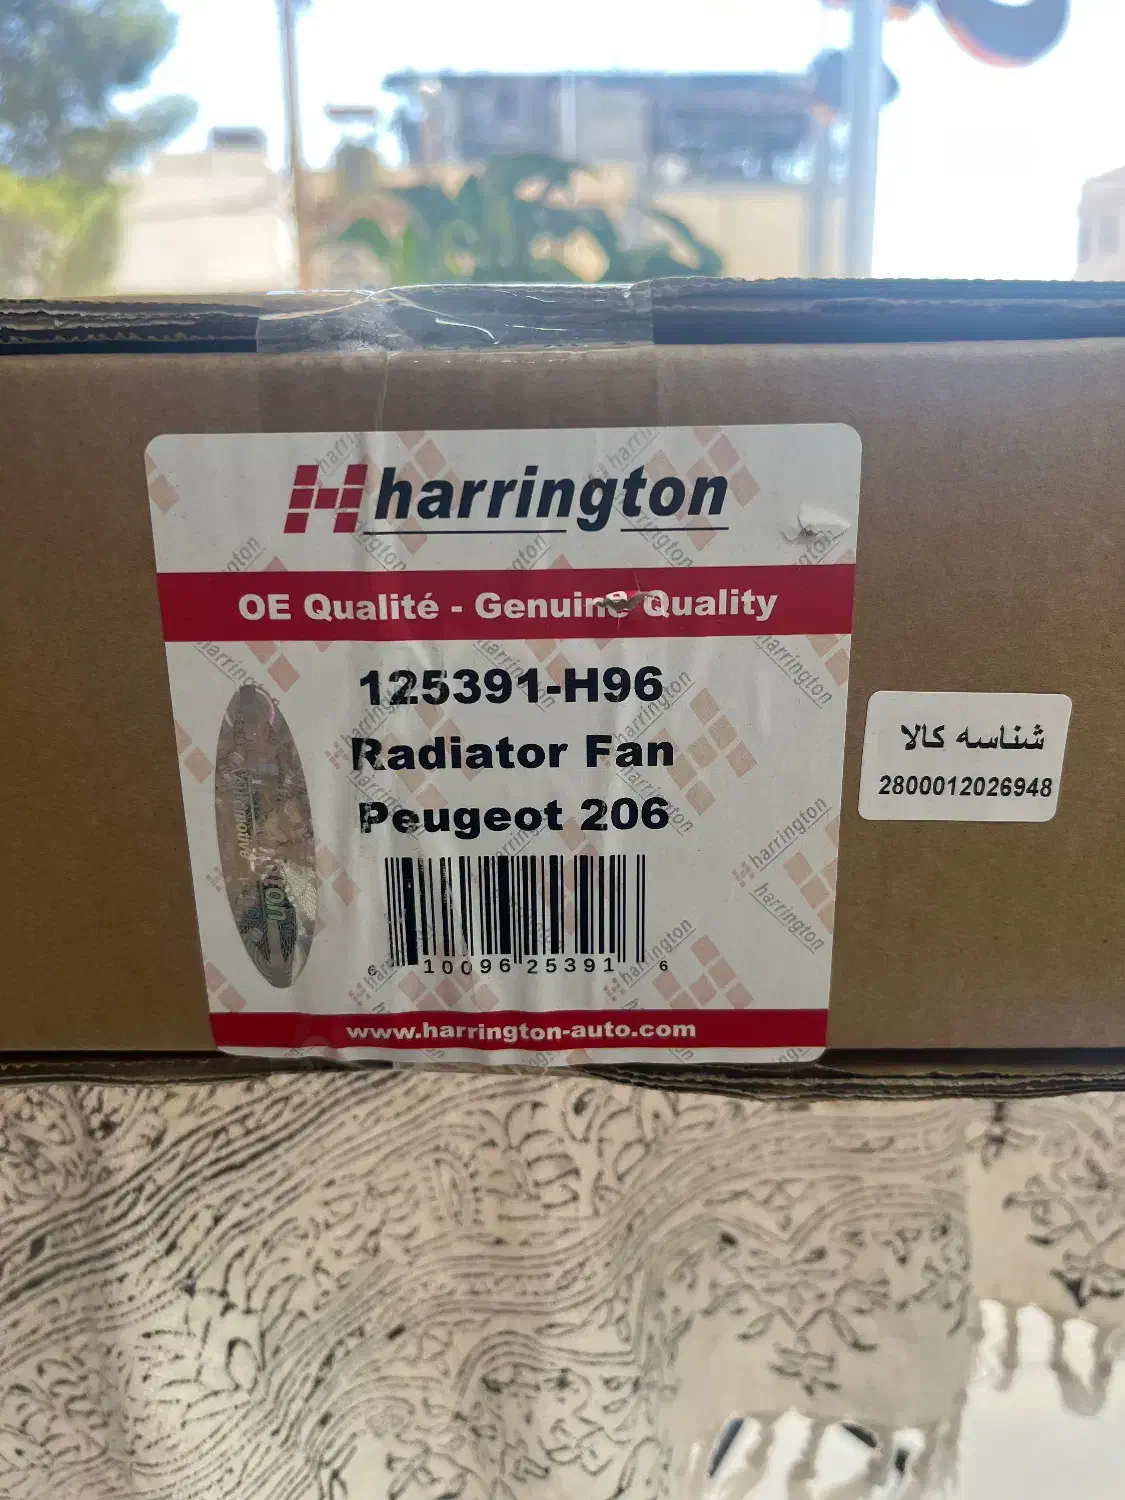 harrington
OE Qualité - Genuine Quality
125391-H96
Radiator Fan
Peugeot 206
6 10096 25391 6
www.harrington-auto.com
شناسه کالا
2800012026948